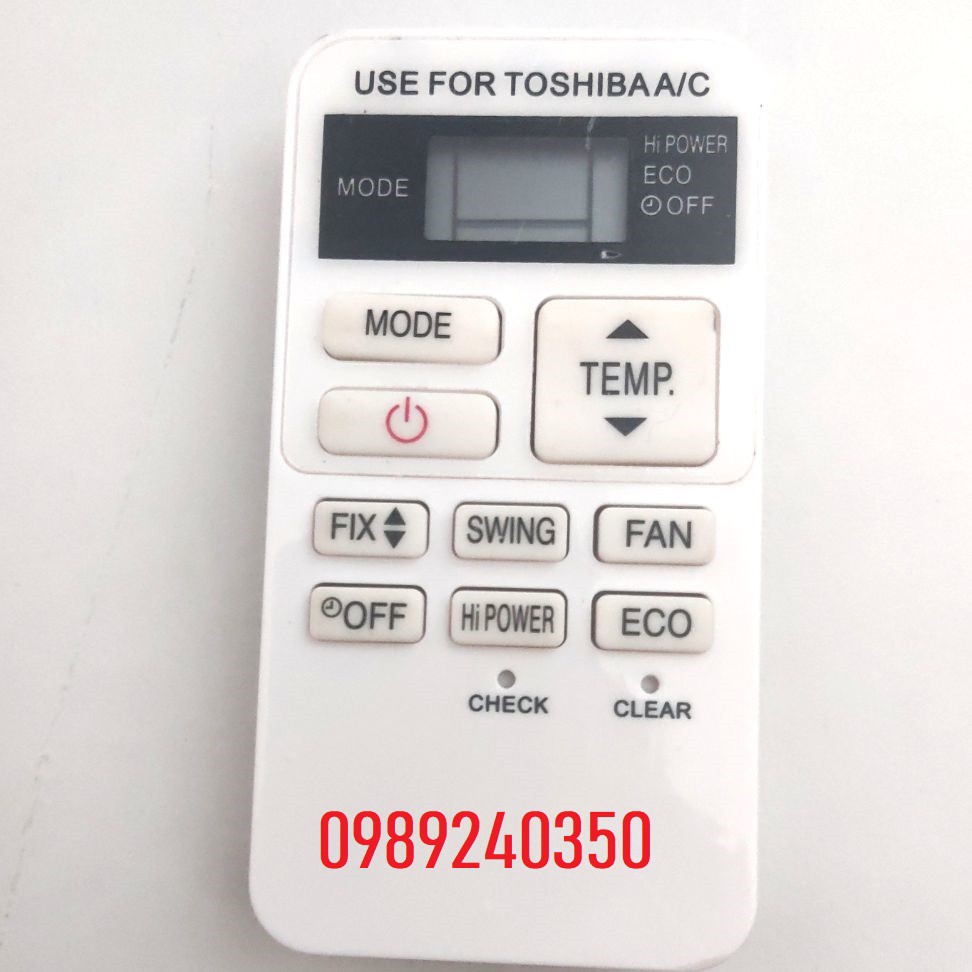 USE FOR TOSHIBA A/C
Hi POWER
MODE
ECO
OFF
MODE
TEMP.
FIX
SWING
FAN
OFF
Hi POWER
ECO
CHECK
CLEAR
0989240350